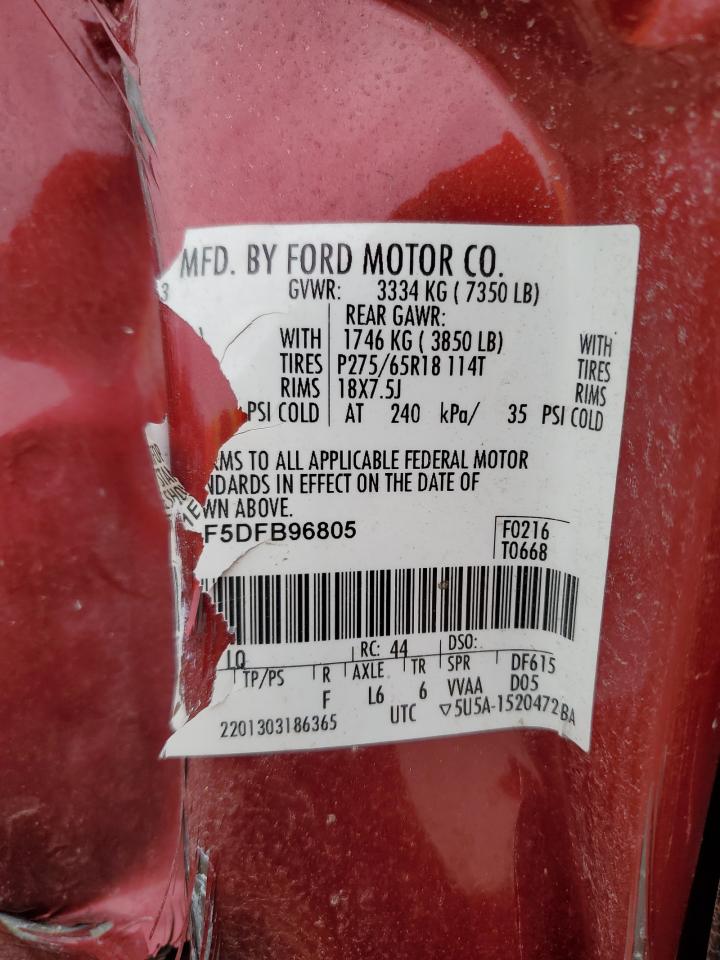 MFD. BY FORD MOTOR CO.
3 GVWR: 3334 KG ( 7350 LB)
REAR GAWR:
WITH 1746 KG ( 3850 LB) WITH
TIRES P275/65R18 114T TIRES
RIMS 18X7.5J RIMS
PSI COLD AT 240 kPa/ 35 PSI COLD
RMS TO ALL APPLICABLE FEDERAL MOTOR
NDARDS IN EFFECT ON THE DATE OF
WN ABOVE.
1E
F5DFB96805
F0216
T0668
LQ RC: 44 DSO:
TP/PS R AXLE TR SPR DF615
F L6 6 VVAA D05
2201303186365 UTC ▽5U5A-1520472BA